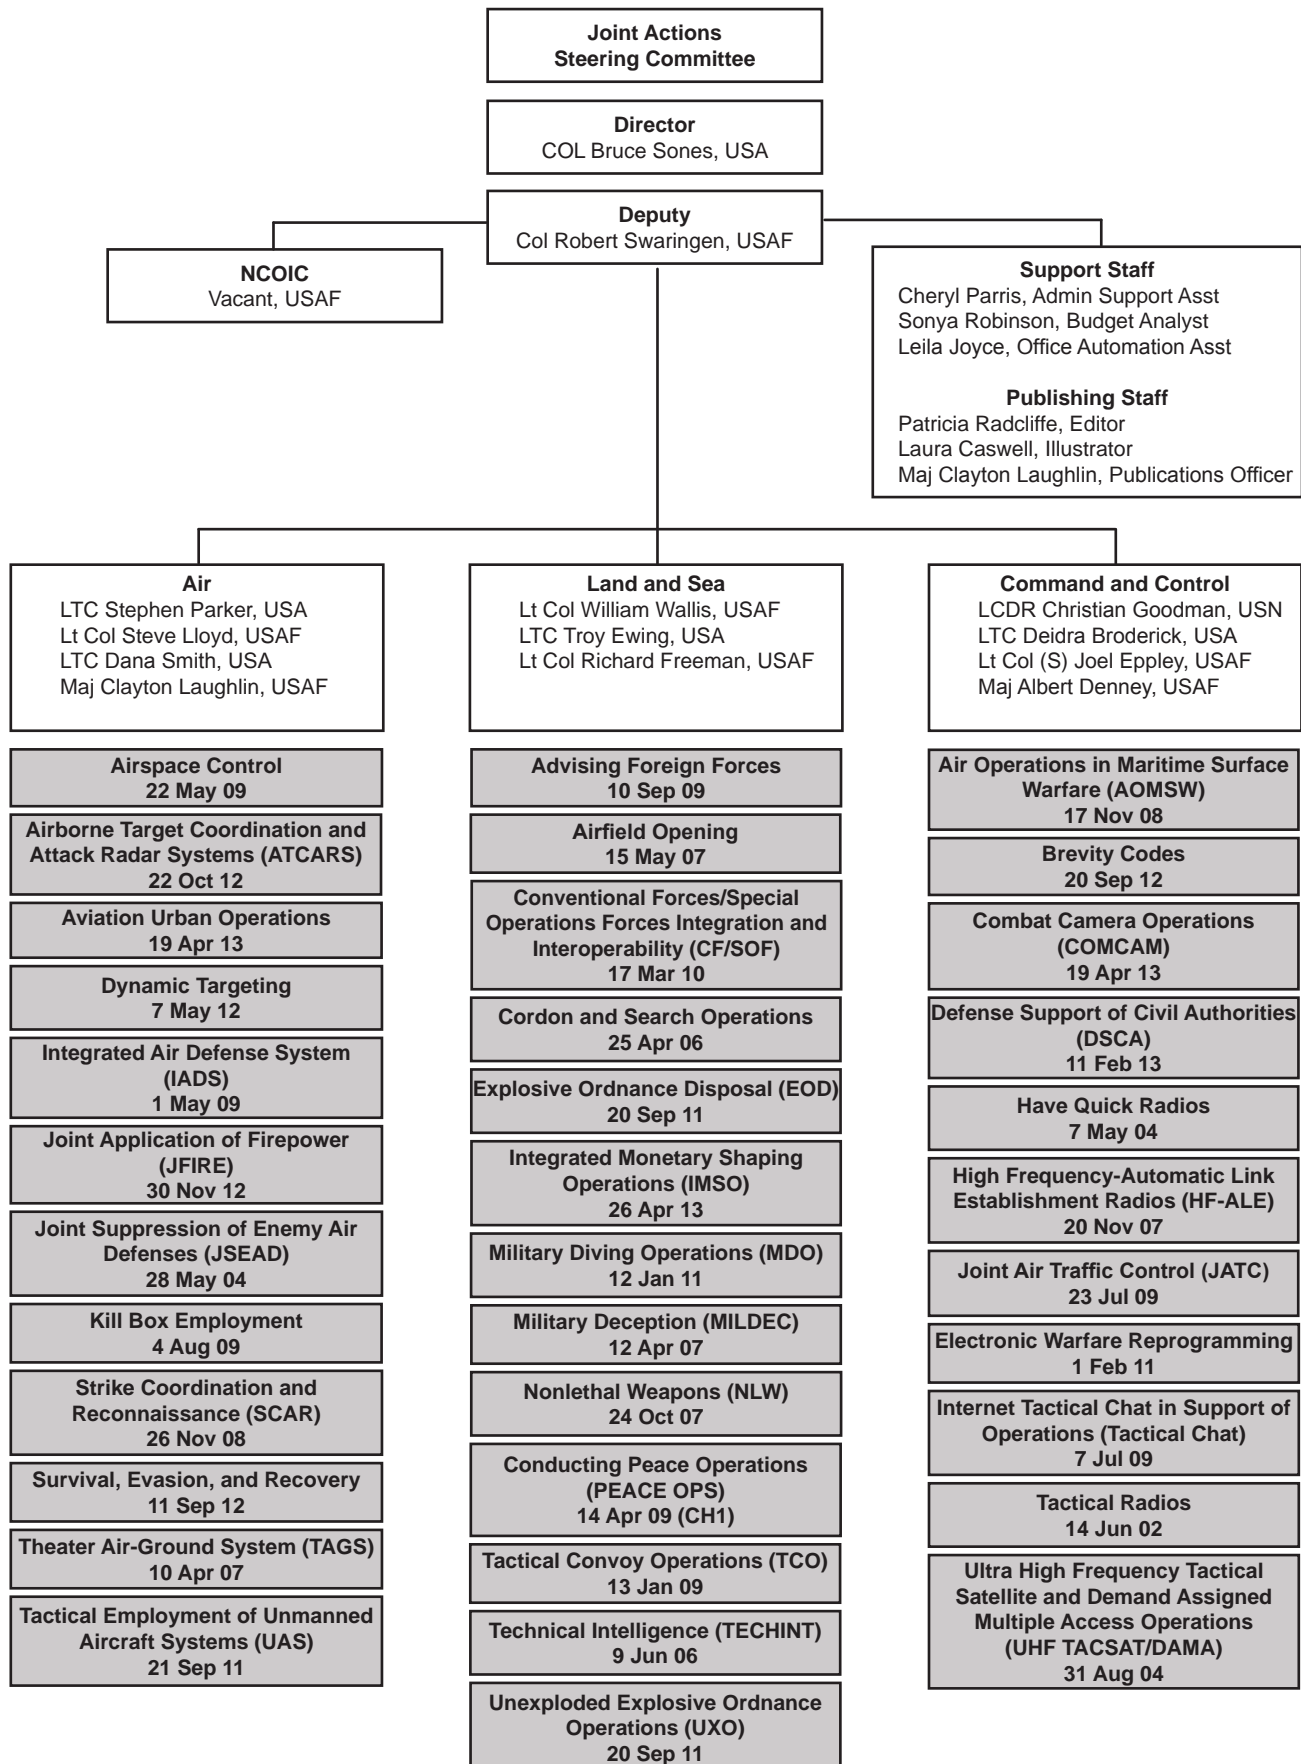 Joint Actions
Steering Committee
Director
COL Bruce Sones, USA
Deputy
Col Robert Swaringen, USAF
NCOIC
Vacant, USAF
Support Staff
Cheryl Parris, Admin Support Asst
Sonya Robinson, Budget Analyst
Leila Joyce, Office Automation Asst
Publishing Staff
Patricia Radcliffe, Editor
Laura Caswell, Illustrator
Maj Clayton Laughlin, Publications Officer
Air
LTC Stephen Parker, USA
Lt Col Steve Lloyd, USAF
LTC Dana Smith, USA
Maj Clayton Laughlin, USAF
Airspace Control
22 May 09
Airborne Target Coordination and
Attack Radar Systems (ATCARS)
22 Oct 12
Aviation Urban Operations
19 Apr 13
Dynamic Targeting
7 May 12
Integrated Air Defense System
(IADS)
1 May 09
Joint Application of Firepower
(JFIRE)
30 Nov 12
Joint Suppression of Enemy Air
Defenses (JSEAD)
28 May 04
Kill Box Employment
4 Aug 09
Strike Coordination and
Reconnaissance (SCAR)
26 Nov 08
Survival, Evasion, and Recovery
11 Sep 12
Theater Air-Ground System (TAGS)
10 Apr 07
Tactical Employment of Unmanned
Aircraft Systems (UAS)
21 Sep 11
Land and Sea
Lt Col William Wallis, USAF
LTC Troy Ewing, USA
Lt Col Richard Freeman, USAF
Advising Foreign Forces
10 Sep 09
Airfield Opening
15 May 07
Conventional Forces/Special
Operations Forces Integration and
Interoperability (CF/SOF)
17 Mar 10
Cordon and Search Operations
25 Apr 06
Explosive Ordnance Disposal (EOD)
20 Sep 11
Integrated Monetary Shaping
Operations (IMSO)
26 Apr 13
Military Diving Operations (MDO)
12 Jan 11
Military Deception (MILDEC)
12 Apr 07
Nonlethal Weapons (NLW)
24 Oct 07
Conducting Peace Operations
(PEACE OPS)
14 Apr 09 (CH1)
Tactical Convoy Operations (TCO)
13 Jan 09
Technical Intelligence (TECHINT)
9 Jun 06
Unexploded Explosive Ordnance
Operations (UXO)
20 Sep 11
Command and Control
LCDR Christian Goodman, USN
LTC Deidra Broderick, USA
Lt Col (S) Joel Eppley, USAF
Maj Albert Denney, USAF
Air Operations in Maritime Surface
Warfare (AOMSW)
17 Nov 08
Brevity Codes
20 Sep 12
Combat Camera Operations
(COMCAM)
19 Apr 13
Defense Support of Civil Authorities
(DSCA)
11 Feb 13
Have Quick Radios
7 May 04
High Frequency-Automatic Link
Establishment Radios (HF-ALE)
20 Nov 07
Joint Air Traffic Control (JATC)
23 Jul 09
Electronic Warfare Reprogramming
1 Feb 11
Internet Tactical Chat in Support of
Operations (Tactical Chat)
7 Jul 09
Tactical Radios
14 Jun 02
Ultra High Frequency Tactical
Satellite and Demand Assigned
Multiple Access Operations
(UHF TACSAT/DAMA)
31 Aug 04